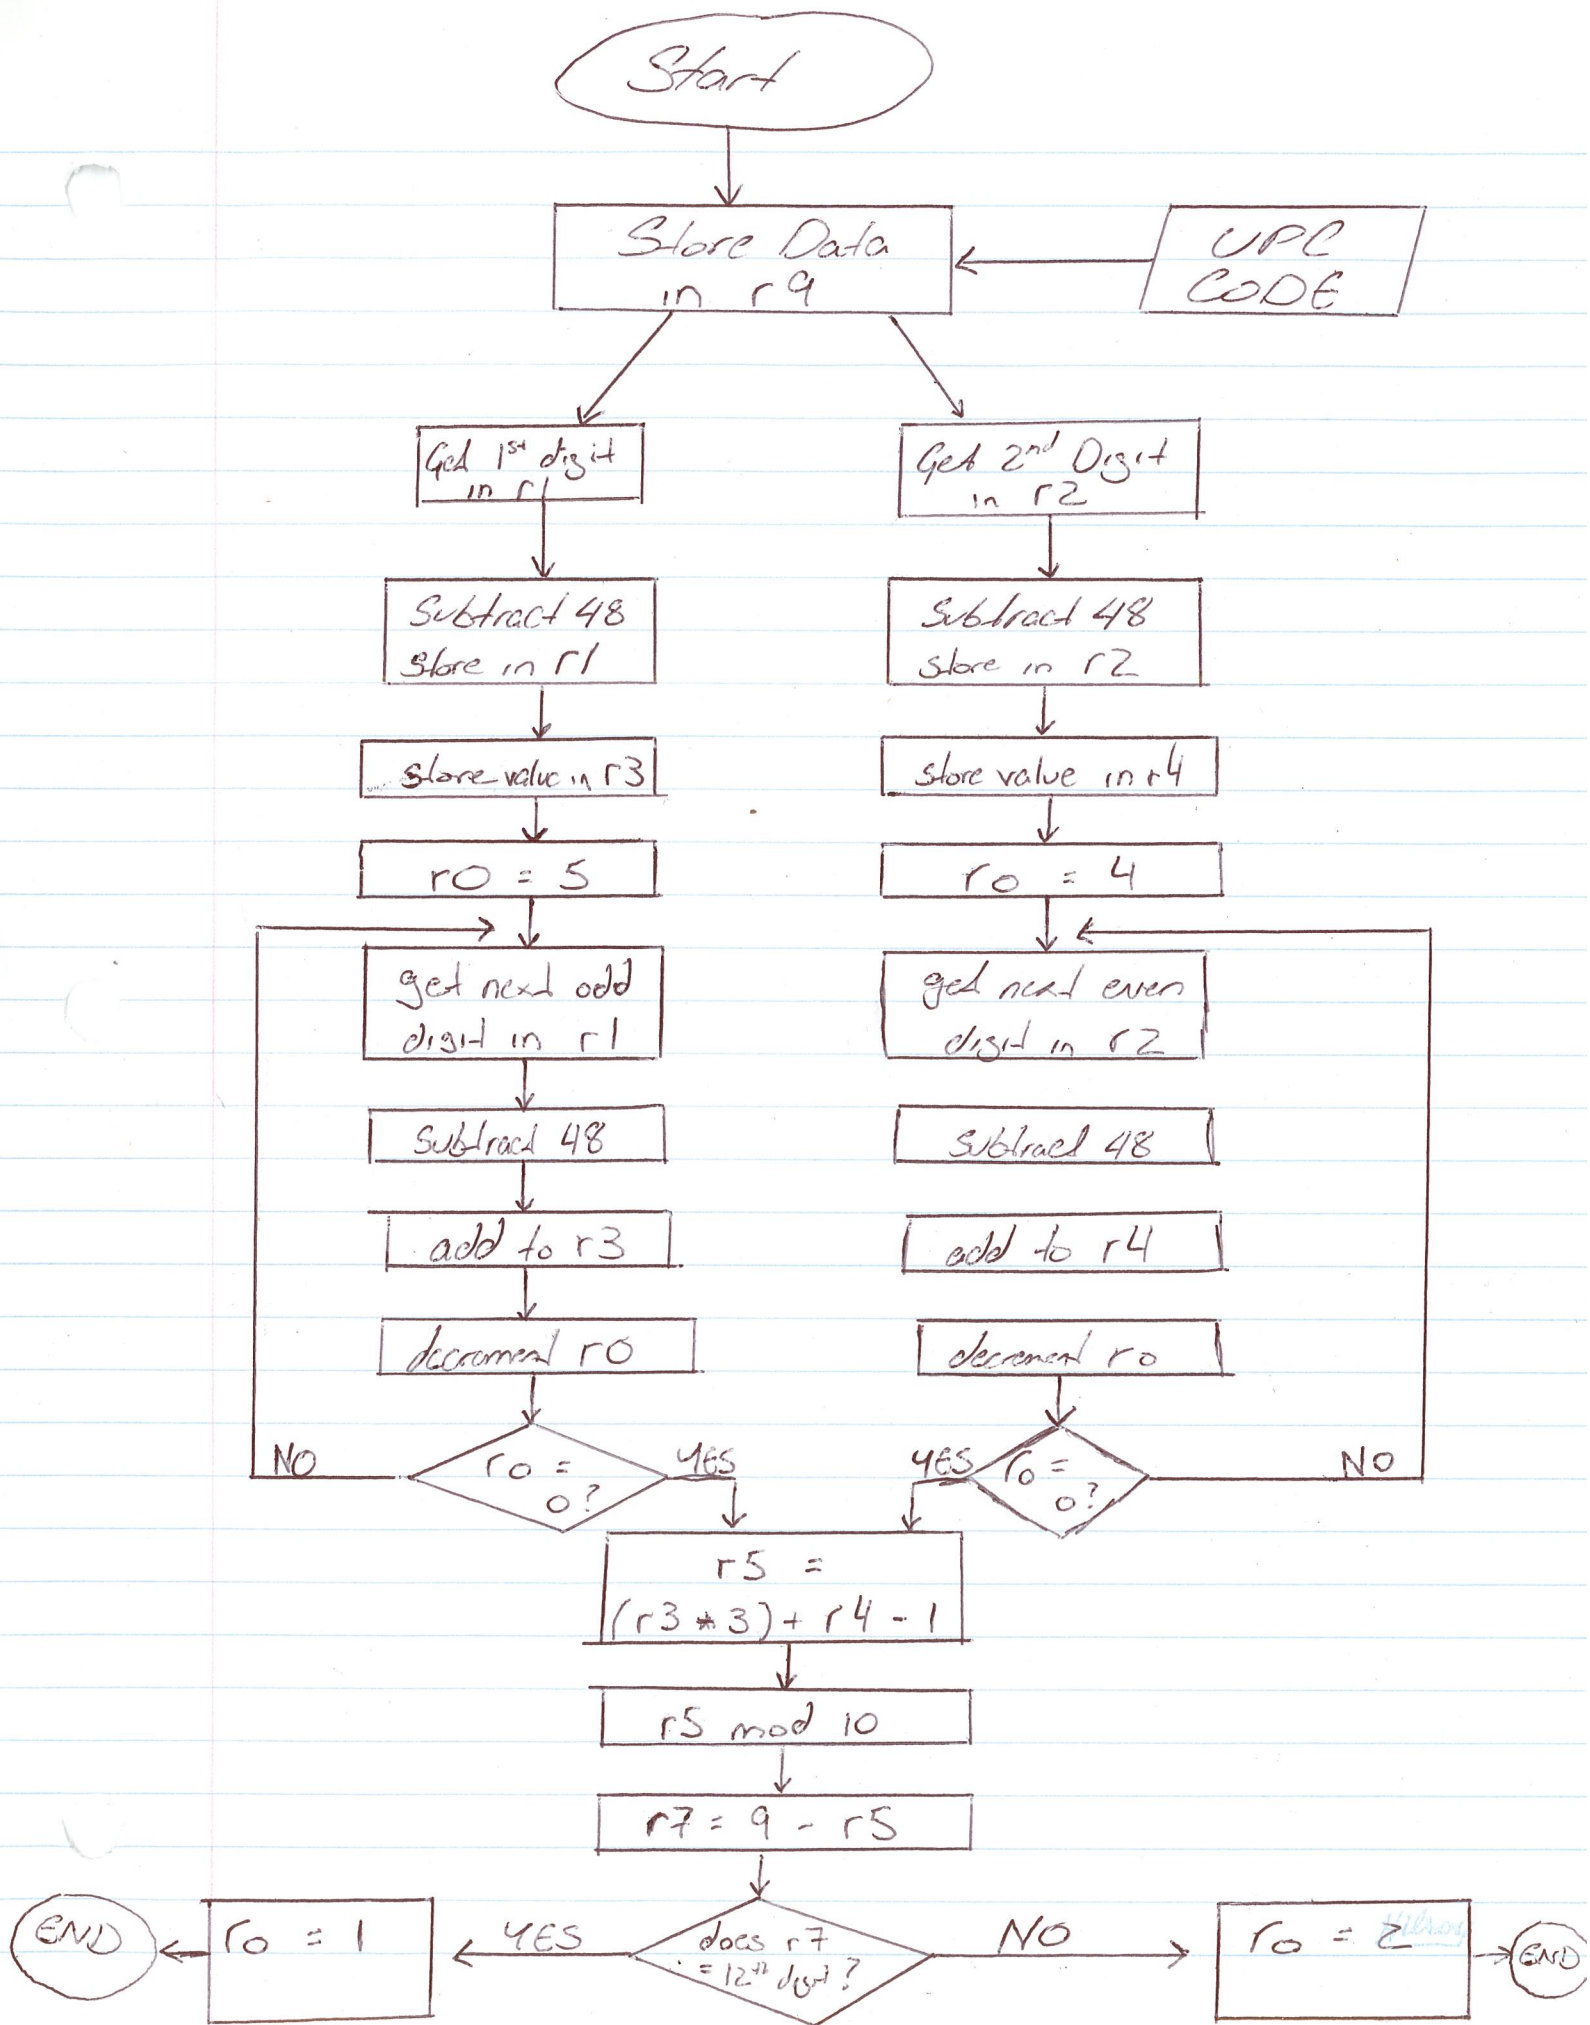 Start
Store Data
in r9
UPC
CODE
Get 1st digit
in r1
Get 2nd Digit
in r2
Subtract 48
store in r1
Subtract 48
store in r2
store value in r3
store value in r4
r0 = 5
r0 = 4
get next odd
digit in r1
get next even
digit in r2
Subtract 48
Subtract 48
add to r3
add to r4
decrement r0
decrement r0
NO
r0 =
0?
YES
YES
r0 =
0?
NO
r5 =
(r3 * 3) + r4 - 1
r5 mod 10
r7 = 9 - r5
END
r0 = 1
YES
does r7
= 12th digit?
NO
r0 = 2
Hilroy
END